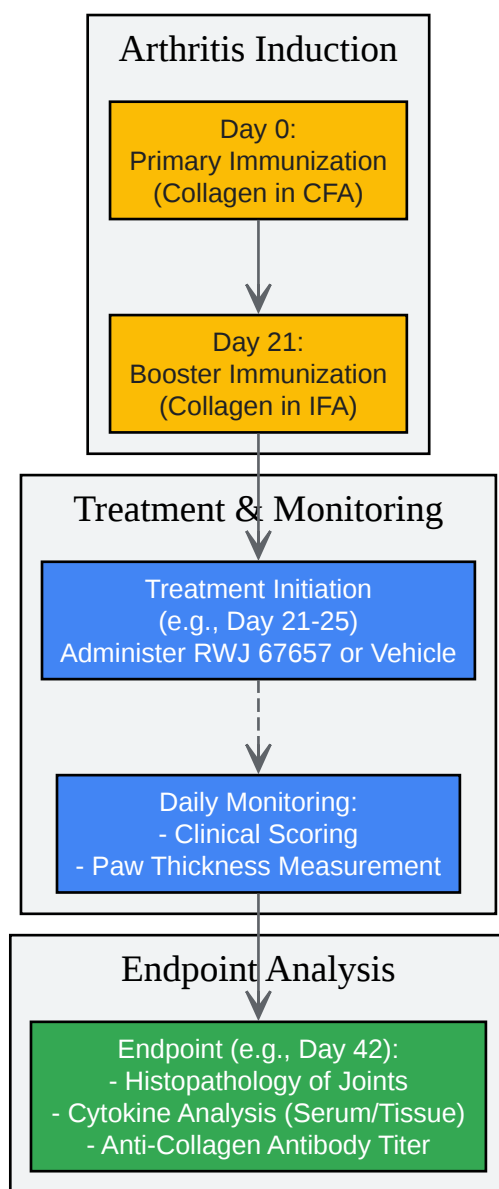 Arthritis Induction
Day 0:
Primary Immunization
(Collagen in CFA)
Day 21:
Booster Immunization
(Collagen in IFA)
Treatment & Monitoring
Treatment Initiation
(e.g., Day 21-25)
Administer RWJ 67657 or Vehicle
Daily Monitoring:
- Clinical Scoring
- Paw Thickness Measurement
Endpoint Analysis
Endpoint (e.g., Day 42):
- Histopathology of Joints
- Cytokine Analysis (Serum/Tissue)
- Anti-Collagen Antibody Titer